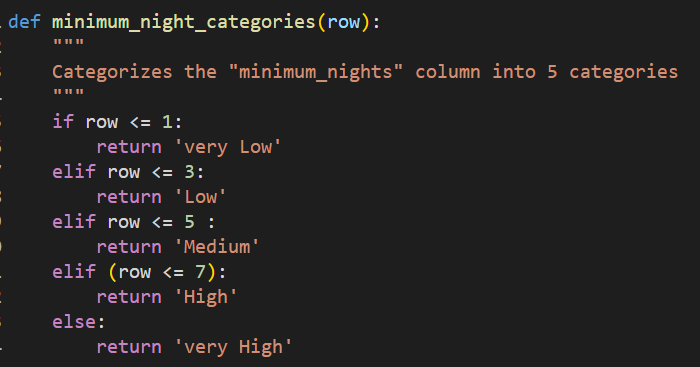 def minimum_night_categories(row):
    """
    Categorizes the "minimum_nights" column into 5 categories
    """
    if row <= 1:
        return 'very Low'
    elif row <= 3:
        return 'Low'
    elif row <= 5 :
        return 'Medium'
    elif (row <= 7):
        return 'High'
    else:
        return 'very High'